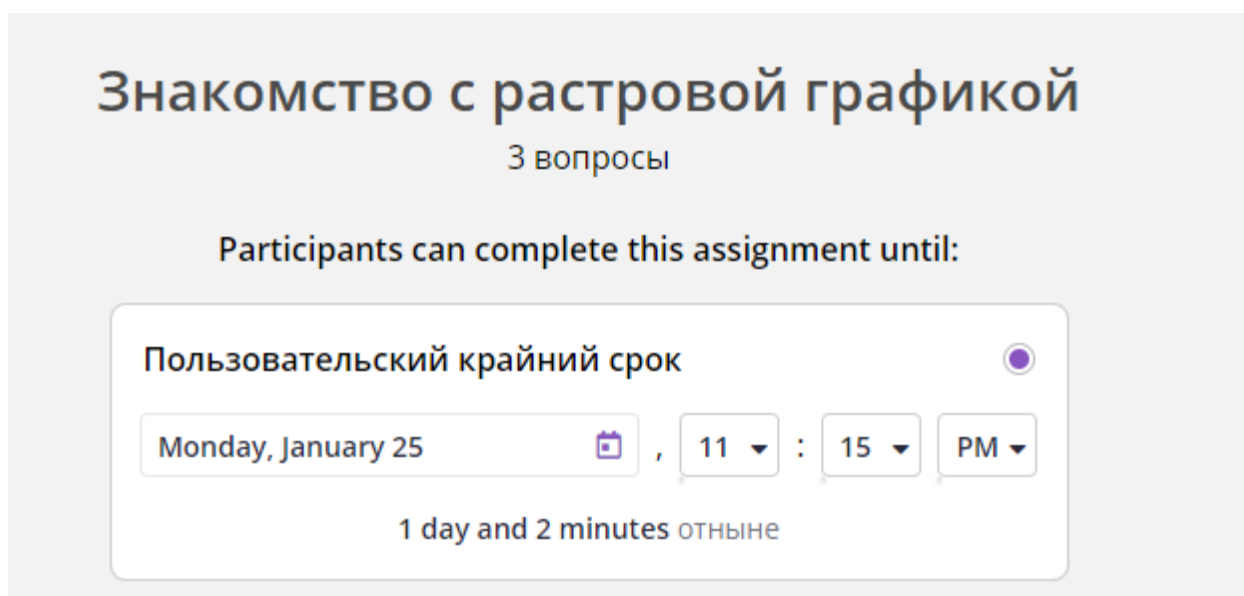 Знакомство с растровой графикой
3 вопросы
Participants can complete this assignment until:
Пользовательский крайний срок
Monday, January 25 , 11 : 15 PM
1 day and 2 minutes отныне